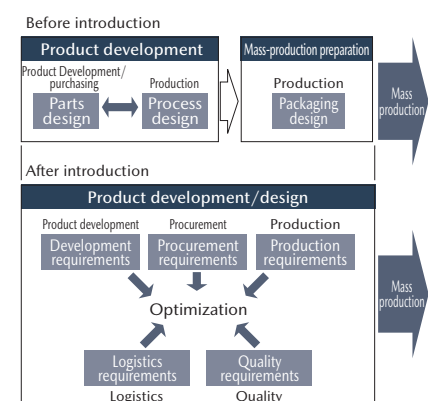 Before introduction
Product development
Mass-production preparation
Product Development/
purchasing
Production
Production
Parts
design
Process
design
Packaging
design
Mass
production
After introduction
Product development/design
Product development
Procurement
Production
Development
requirements
Procurement
requirements
Production
requirements
Optimization
Mass
production
Logistics
requirements
Quality
requirements
Logistics
Quality